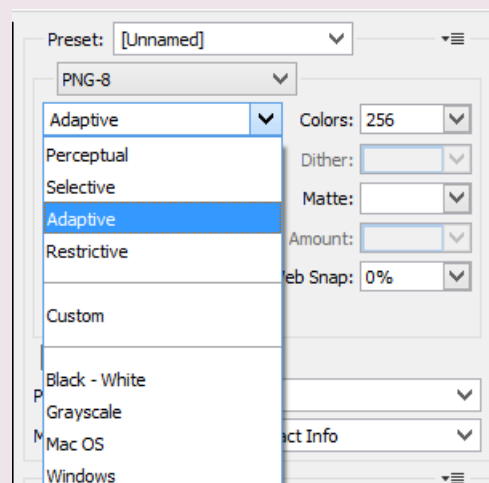 Preset: [Unnamed]
PNG-8
Adaptive Colors: 256
Perceptual Dither:
Selective Matte:
Adaptive
Restrictive Amount:
Web Snap: 0%
Custom
Black - White
Grayscale
Mac OS act Info
Windows